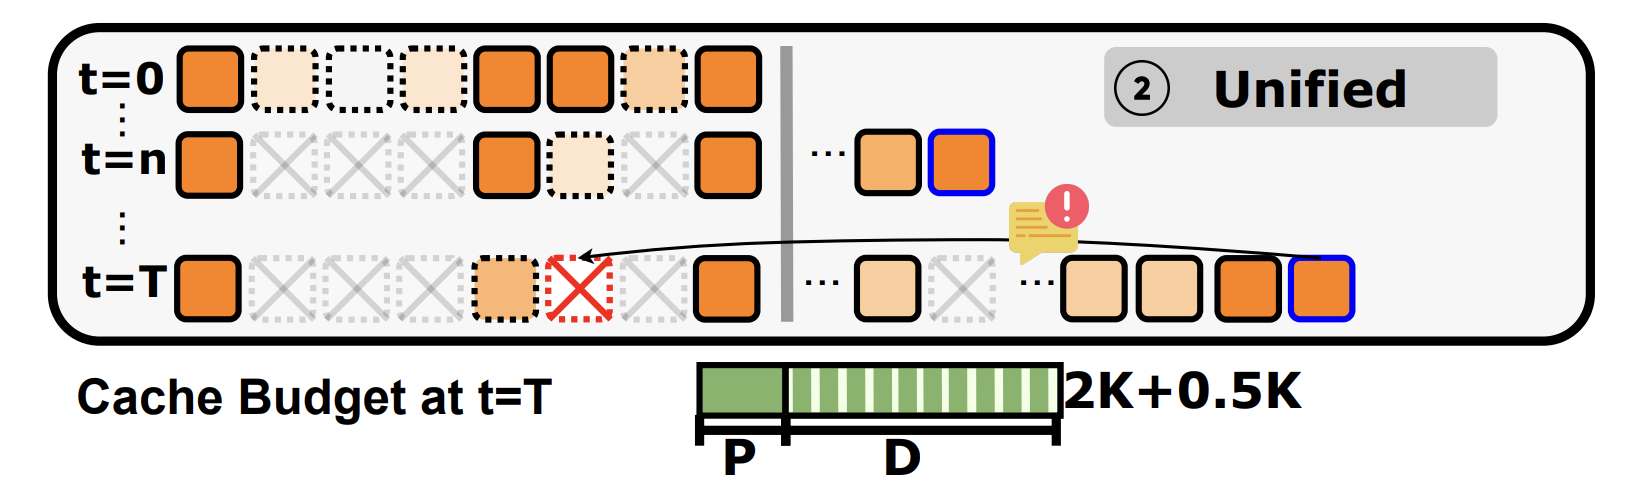 t=0
② Unified
⋮
t=n
...
⋮
t=T
... ...
Cache Budget at t=T
2K+0.5K
P D